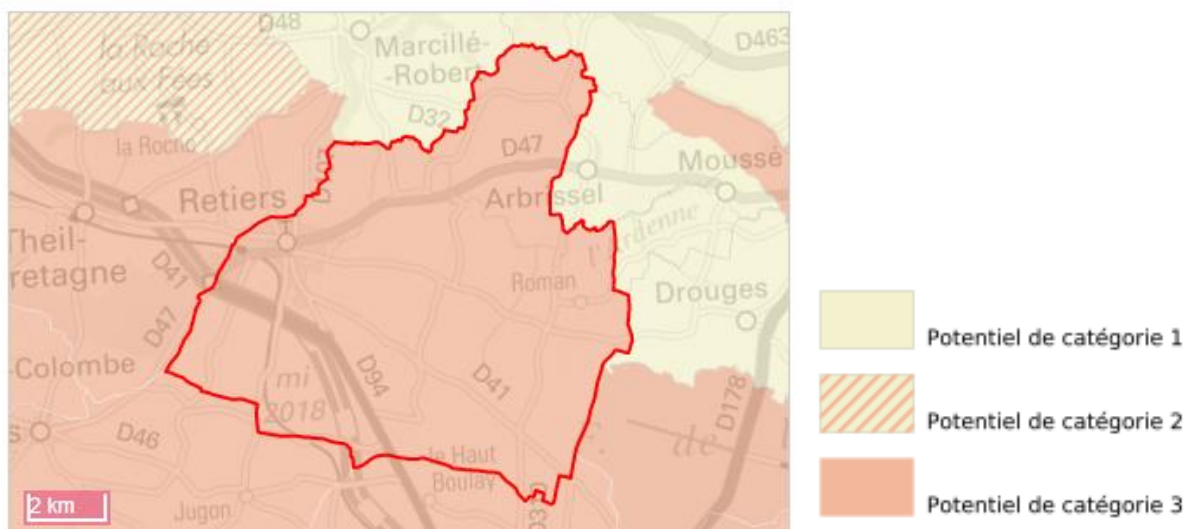 D48
la Roche
aux Fées
Marcillé-
-Robert
D463
D32
la Roche
D47
Moussé
Retiers
Arbrissel
l'Ardenne
Theil-
retagne
D41
Roman
Drouges
D47
-Colombe
mi
2018
D94
D41
D178
s
D46
de
le Haut
Boulay
2 km
Jugon
Potentiel de catégorie 1
Potentiel de catégorie 2
Potentiel de catégorie 3